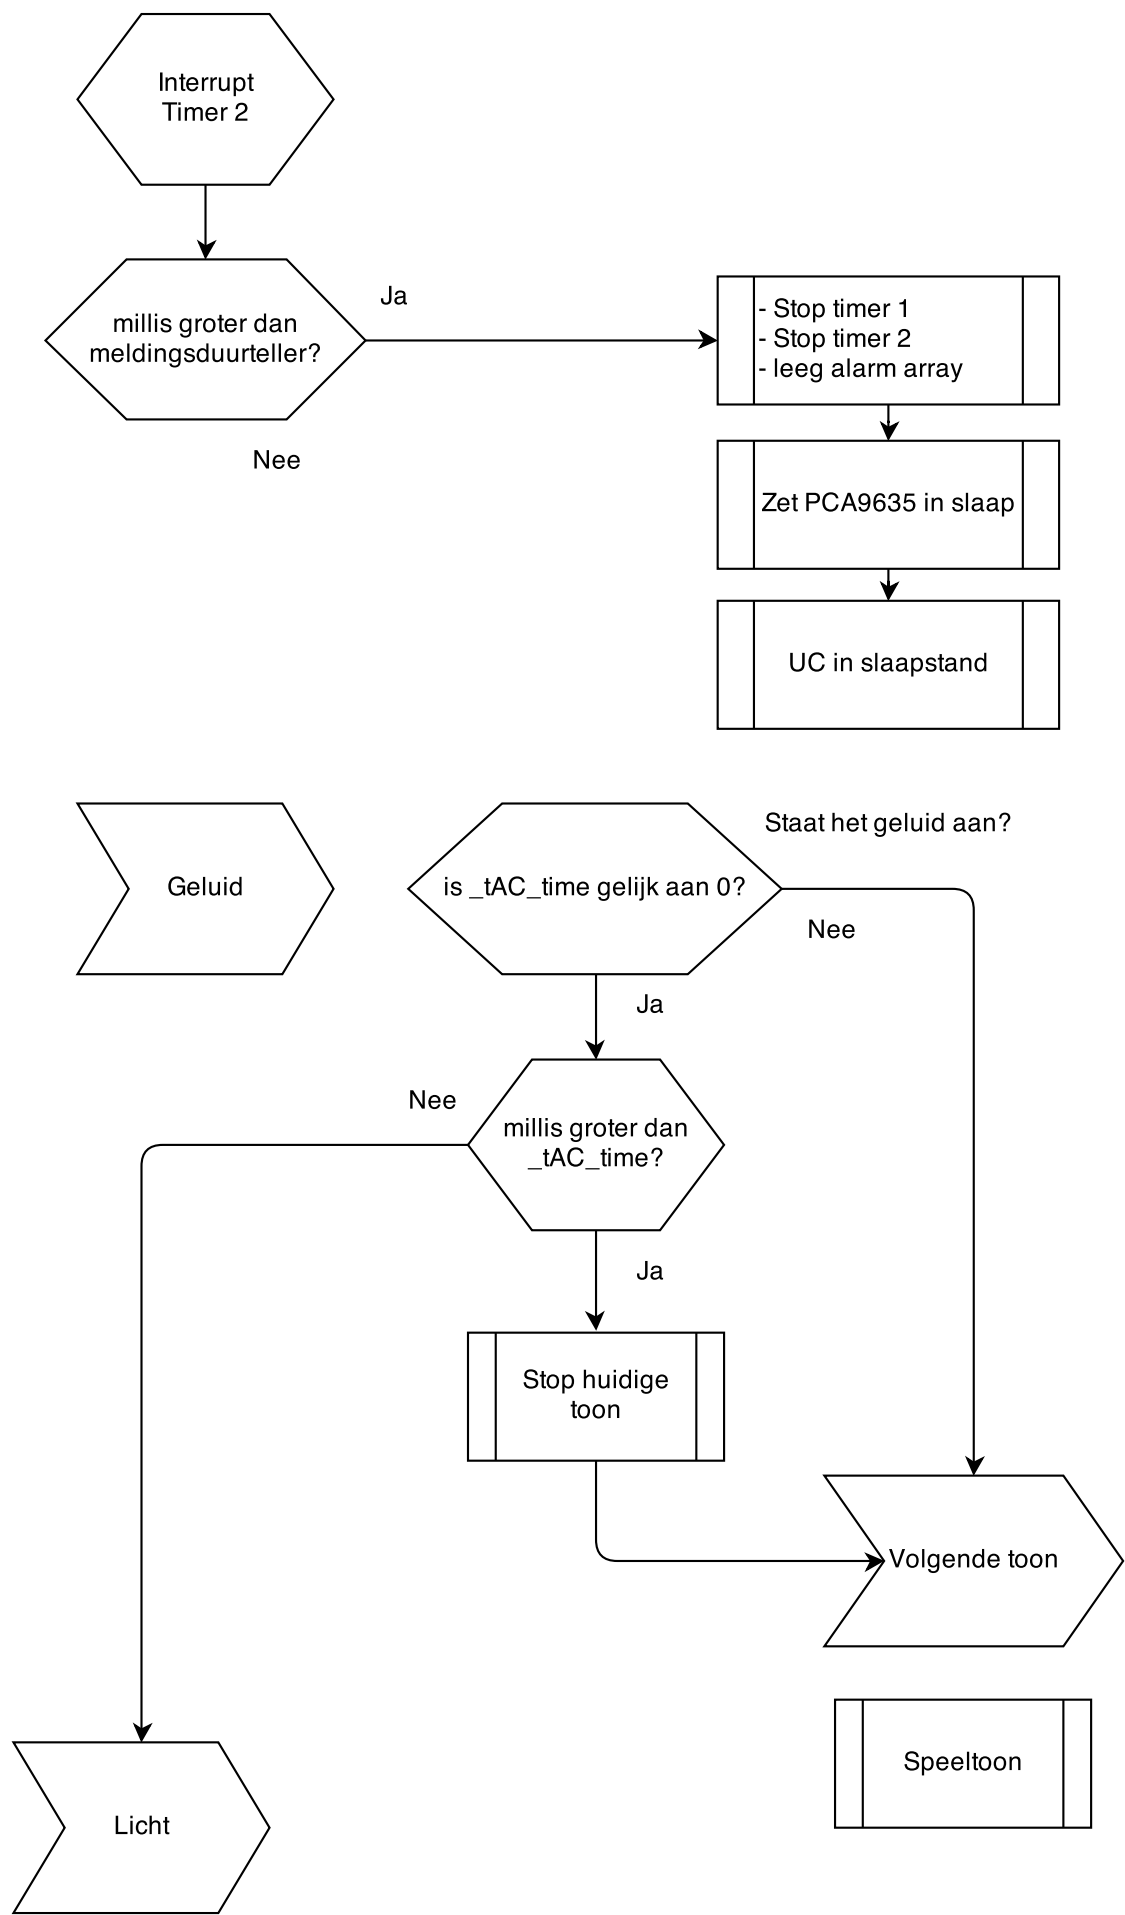 Interrupt
Timer 2
millis groter dan
meldingsduurteller?
Ja
Nee
- Stop timer 1
- Stop timer 2
- leeg alarm array
Zet PCA9635 in slaap
UC in slaapstand
Geluid
is _tAC_time gelijk aan 0?
Staat het geluid aan?
Nee
Ja
Nee
millis groter dan
_tAC_time?
Ja
Stop huidige
toon
Volgende toon
Speeltoon
Licht